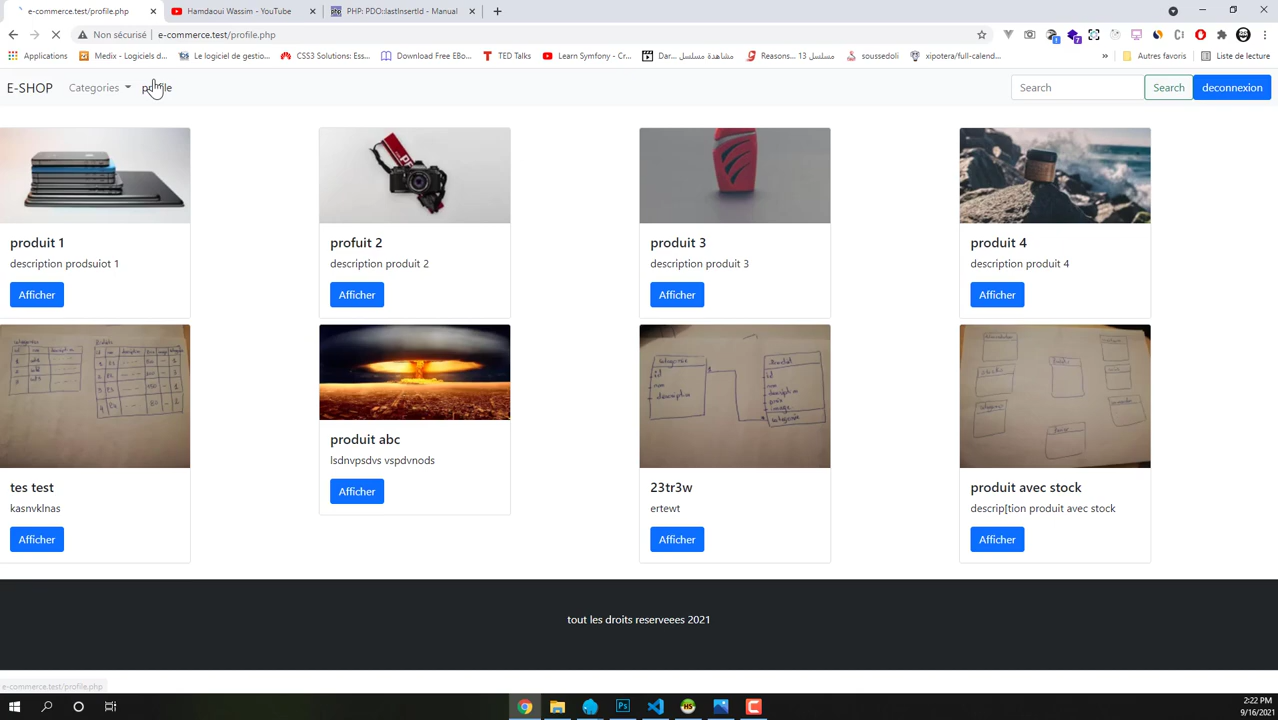 e-commerce.test/profile.php
Hamdaoui Wassim - YouTube
PHP: PDO::lastInsertId - Manual
Non sécurisé
e-commerce.test/profile.php
Applications
Medix - Logiciels d...
Le logiciel de gestio...
CSS3 Solutions: Ess...
Download Free EBo...
TED Talks
Learn Symfony - Cr...
Dar... مشاهدة مسلسل
Reasons... 13 مسلسل
soussedoli
xipotera/full-calend...
Autres favoris
Liste de lecture
E-SHOP
Categories
profile
Search
Search
deconnexion
produit 1
profuit 2
produit 3
produit 4
description prodsuiot 1
description produit 2
description produit 3
description produit 4
Afficher
Afficher
Afficher
Afficher
tes test
kasnvklnas
Afficher
produit abc
lsdnvpsdvs vspdvnods
Afficher
23tr3w
ertewt
Afficher
produit avec stock
descrip[tion produit avec stock
Afficher
tout les droits reserveees 2021
e-commerce.test/profile.php
2:22 PM
9/16/2021